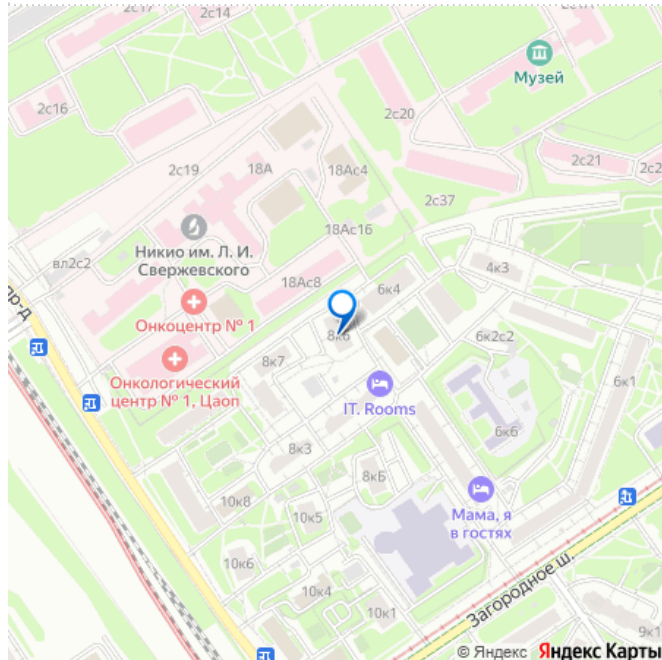 2с17
2с14
2с16
Музей
2с20
2с19
18А
18Ас4
2с21
2с37
Никио им. Л. И.
Свержевского
18Ас16
вл2с2
4к3
18Ас8
6к4
пр-д
Онкоцентр № 1
8к6
6к2с2
8к7
6к1
Онкологический
центр № 1, Цаоп
IT. Rooms
6к6
8к3
8кБ
10к8
Мама, я
в гостях
10к5
10к6
10к4
Загородное ш.
10к1
9к1
© Яндекс Яндекс Карты